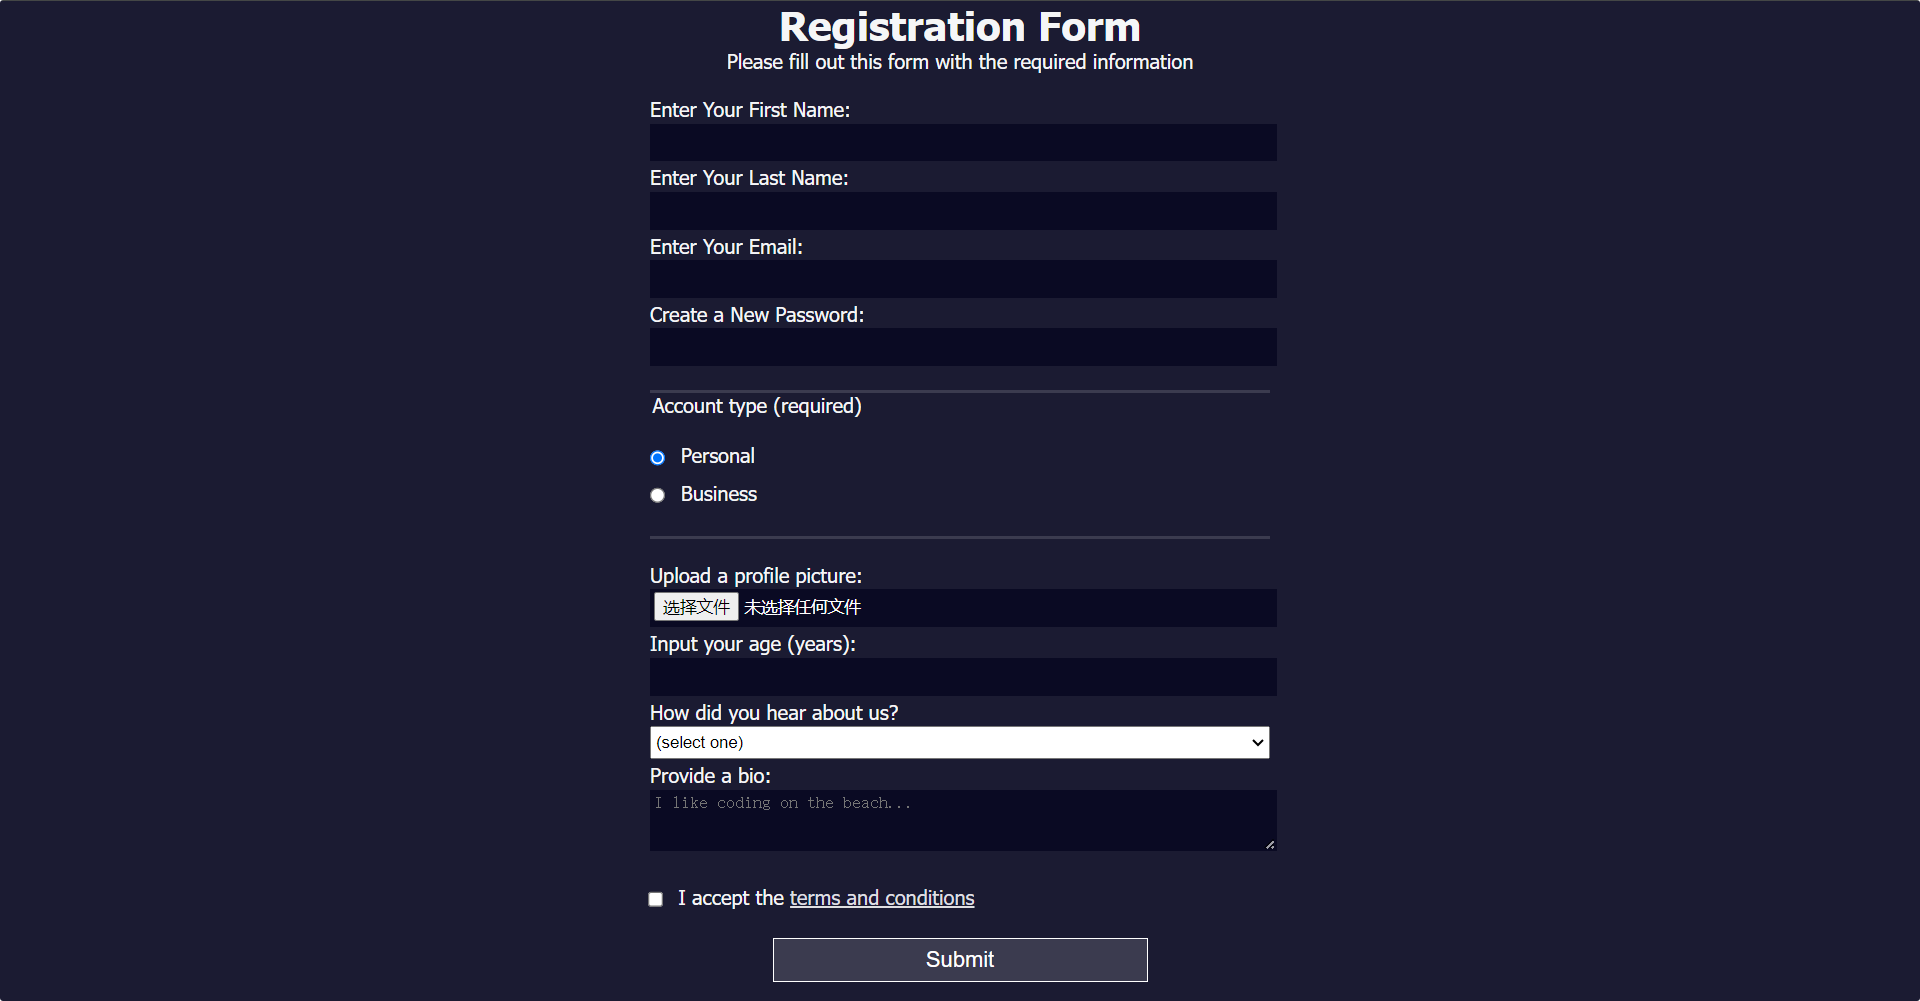 Registration Form
Please fill out this form with the required information
Enter Your First Name:
Enter Your Last Name:
Enter Your Email:
Create a New Password:
Account type (required)
Personal
Business
Upload a profile picture:
选择文件 未选择任何文件
Input your age (years):
How did you hear about us?
(select one)
Provide a bio:
I like coding on the beach...
I accept the terms and conditions
Submit